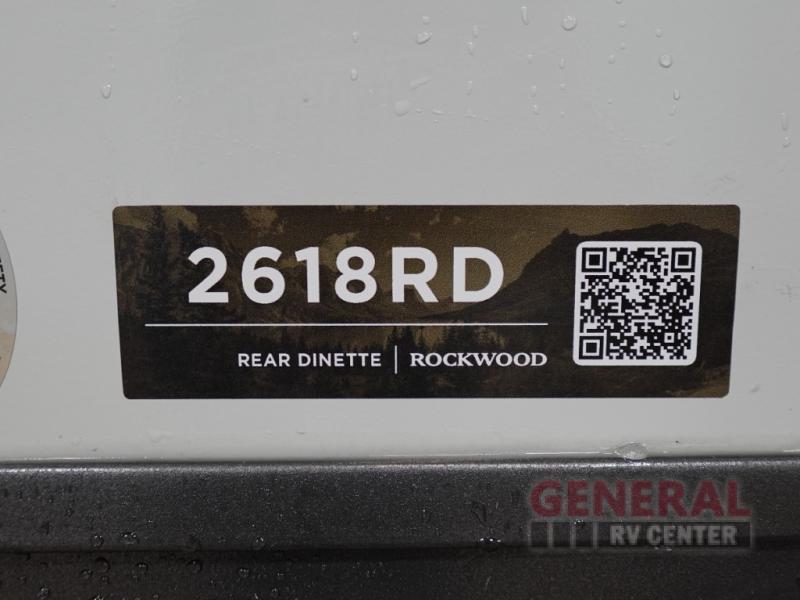 2618RD
REAR DINETTE | ROCKWOOD
GENERAL
RV CENTER